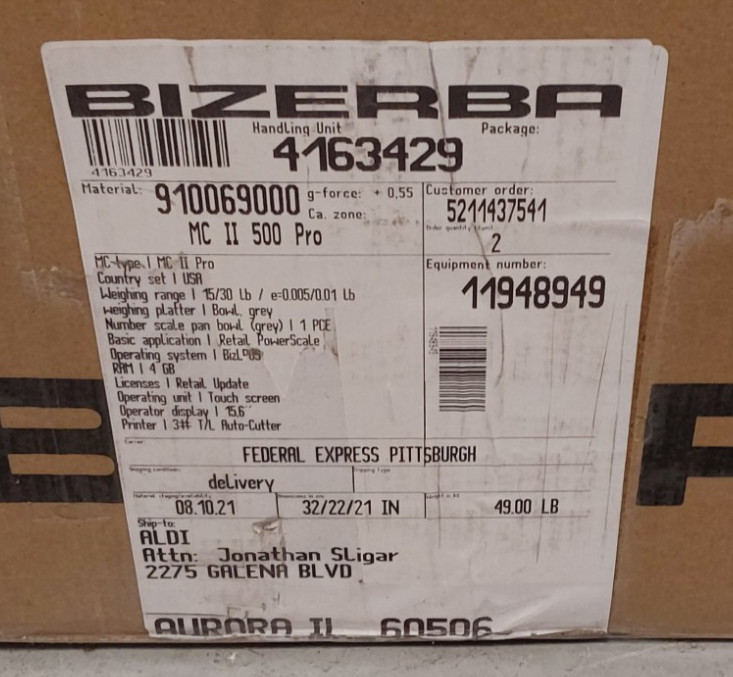 BIZERBA
Handling Unit Package:
4163429
4163429
Material: 910069000 g-force: + 0,55 Customer order:
Ca. zone: 5211437541
MC II 500 Pro 2
MC-type | MC II Pro Equipment number:
Country set | USA 11948949
Weighing range | 15/30 Lb / e=0.005/0.01 Lb
weighing platter | Bowl, grey
Number scale pan bowl (grey) | 1 PCE
Basic application | Retail PowerScale
Operating system |
RAM | 4 GB
Licenses | Retail Update
Operating unit | Touch screen
Operator display | 15,6"
Printer | 3# T/L Auto-Cutter
Carrier
FEDERAL EXPRESS PITTSBURGH
Shipping conditions Shipping type
delivery
08.10.21 32/22/21 IN 49.00 LB
Ship-to:
ALDI
Attn: Jonathan Sligar
2275 GALENA BLVD
AURORA IL 60506